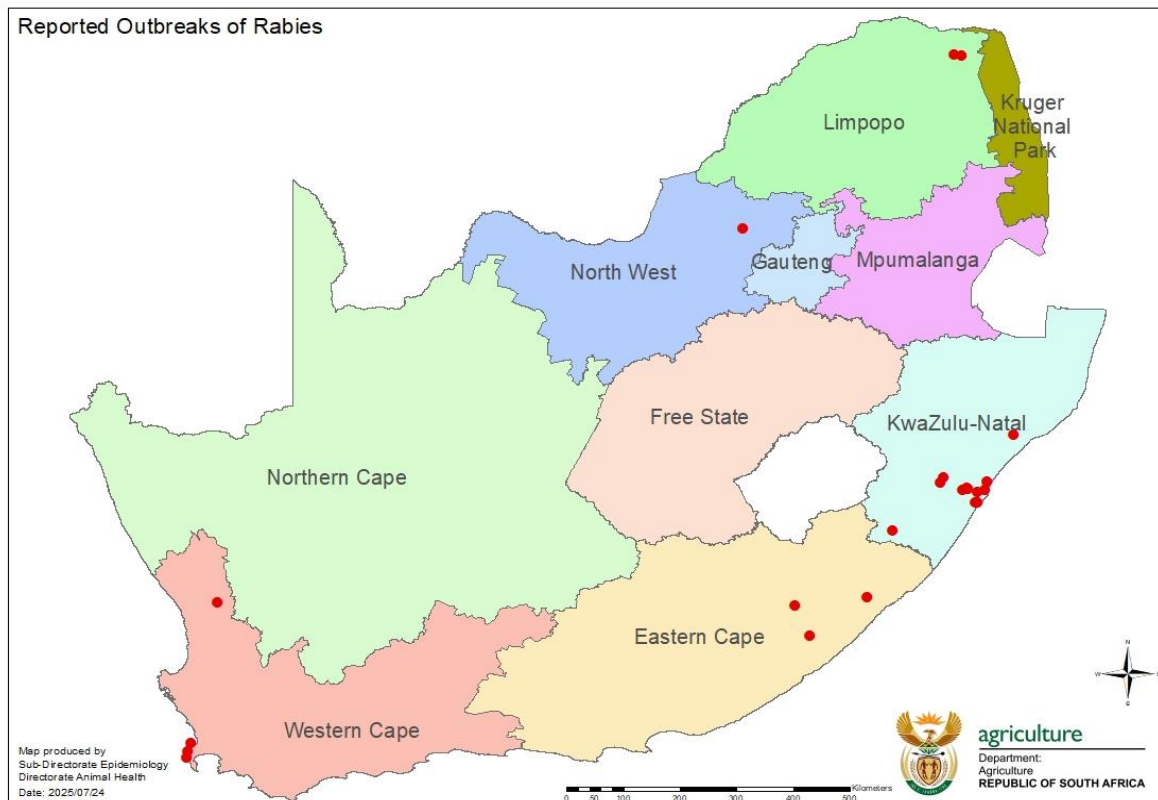 Reported Outbreaks of Rabies
Limpopo
Kruger
National
Park
North West
Gauteng
Mpumalanga
Free State
KwaZulu-Natal
Northern Cape
Eastern Cape
Western Cape
N
W
S
Map produced by
Sub-Directorate Epidemiology
Directorate Animal Health
Date: 2025/07/24
Kilometers
0 50 100 200 300 400 500
agriculture
Department:
Agriculture
REPUBLIC OF SOUTH AFRICA